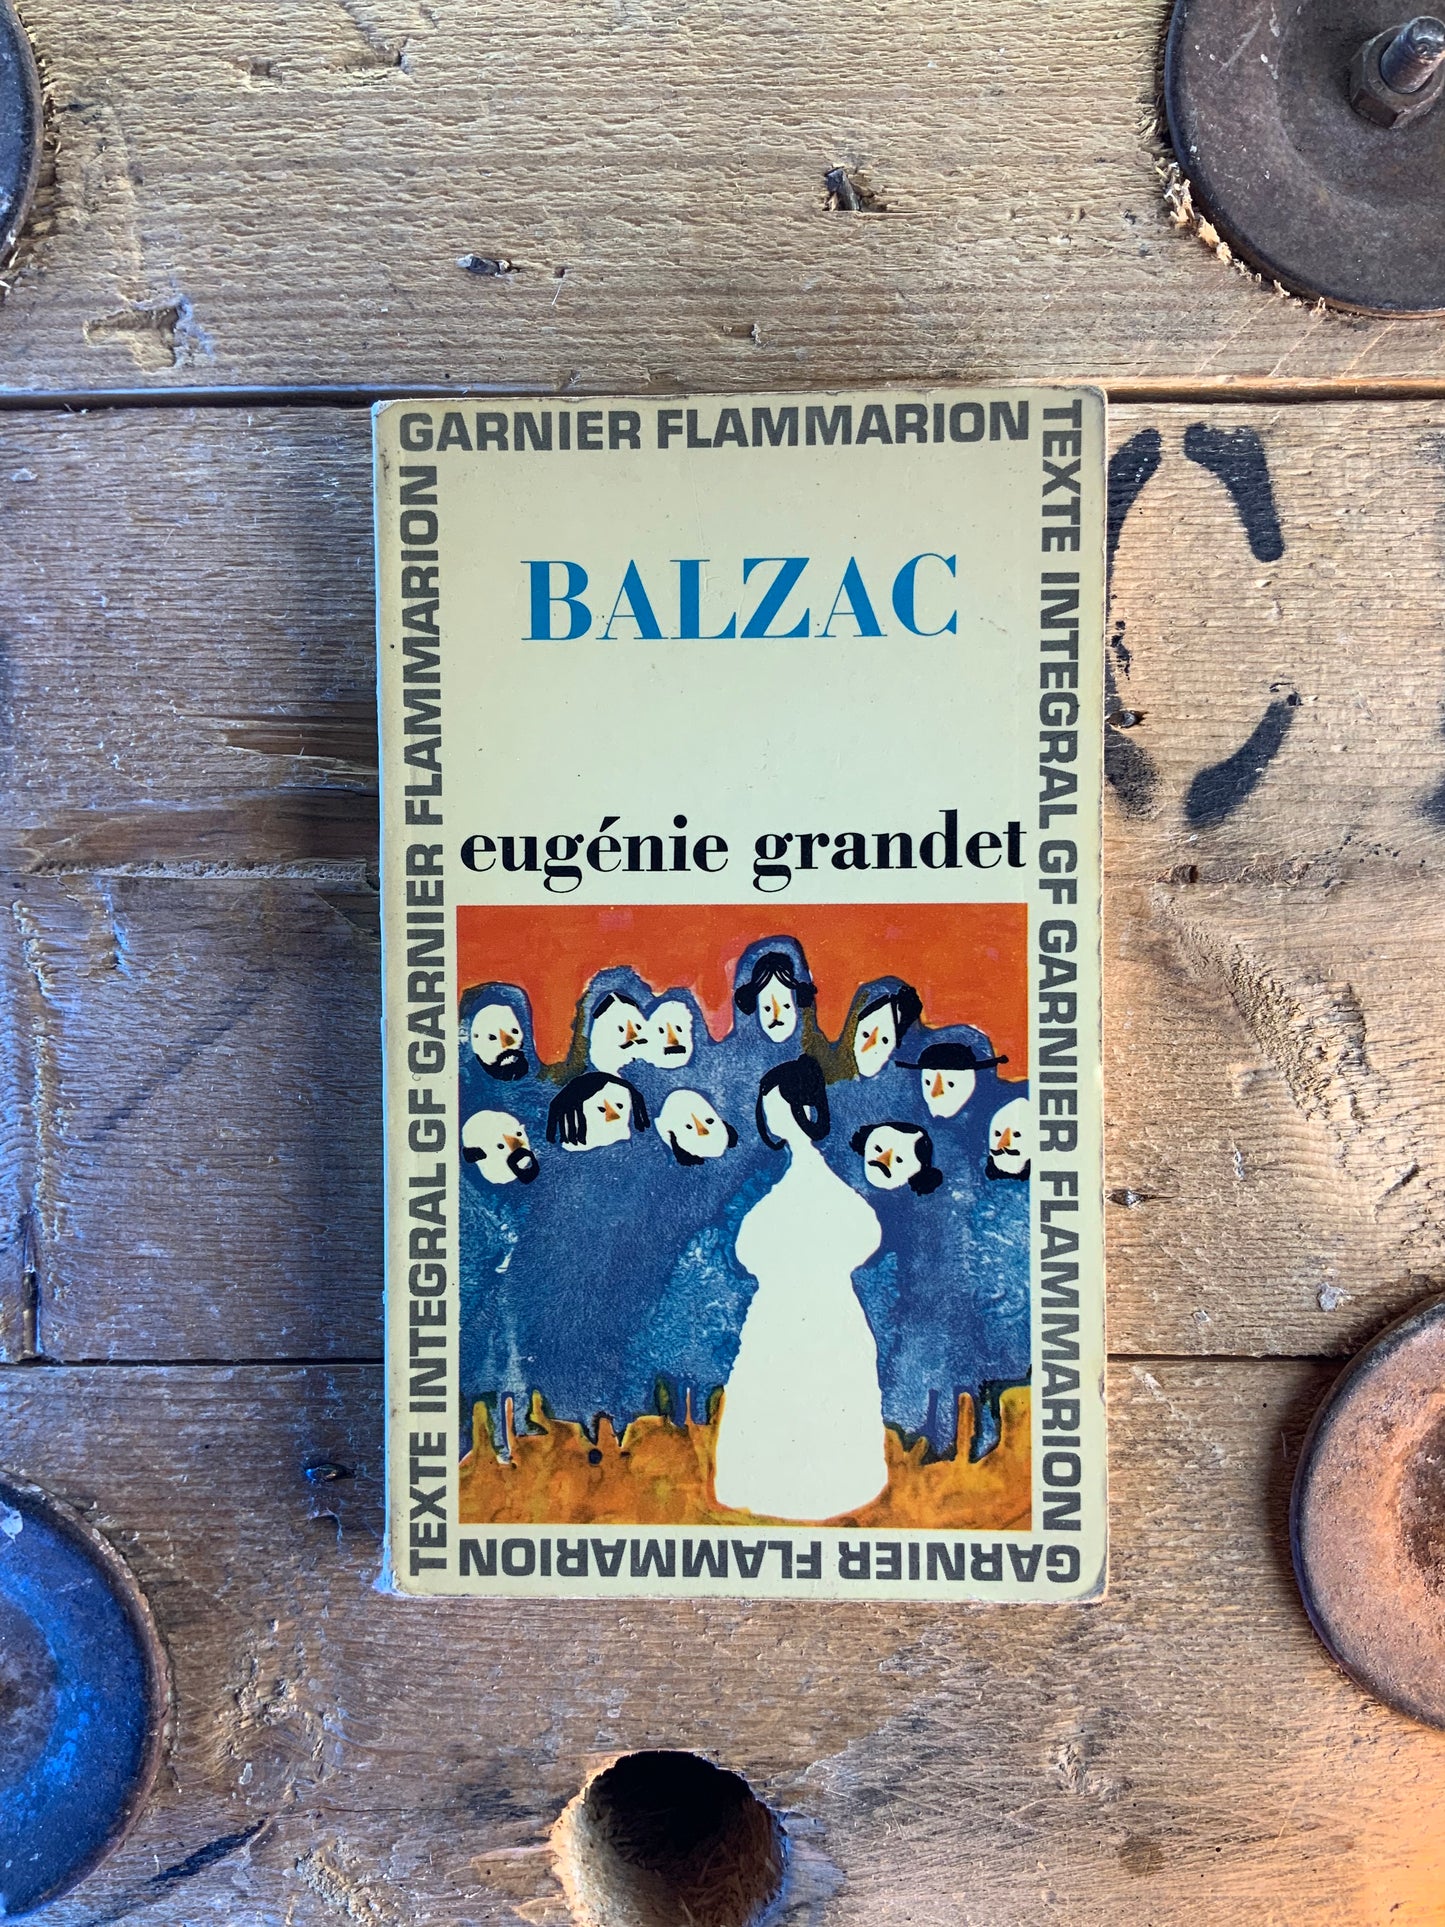 GARNIER FLAMMARION
TEXTE INTEGRAL GF GARNIER FLAMMARION
TEXTE INTEGRAL GF GARNIER FLAMMARION
BALZAC
eugénie grandet
GARNIER FLAMMARION
C